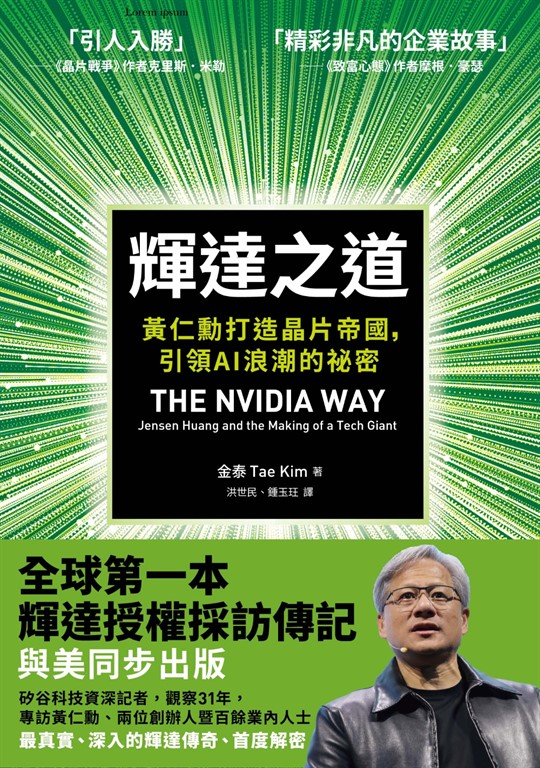 Lorem ipsum
「引人入勝」
——《晶片戰爭》作者克里斯．米勒
「精彩非凡的企業故事」
——《致富心態》作者摩根．豪瑟
輝達之道
黃仁勳打造晶片帝國，
引領AI浪潮的祕密
THE NVIDIA WAY
Jensen Huang and the Making of a Tech Giant
金泰 Tae Kim 著
洪世民、鍾玉玨 譯
全球第一本
輝達授權採訪傳記
與美同步出版
矽谷科技資深記者，觀察31年，
專訪黃仁勳、兩位創辦人暨百餘業內人士
最真實、深入的輝達傳奇、首度解密